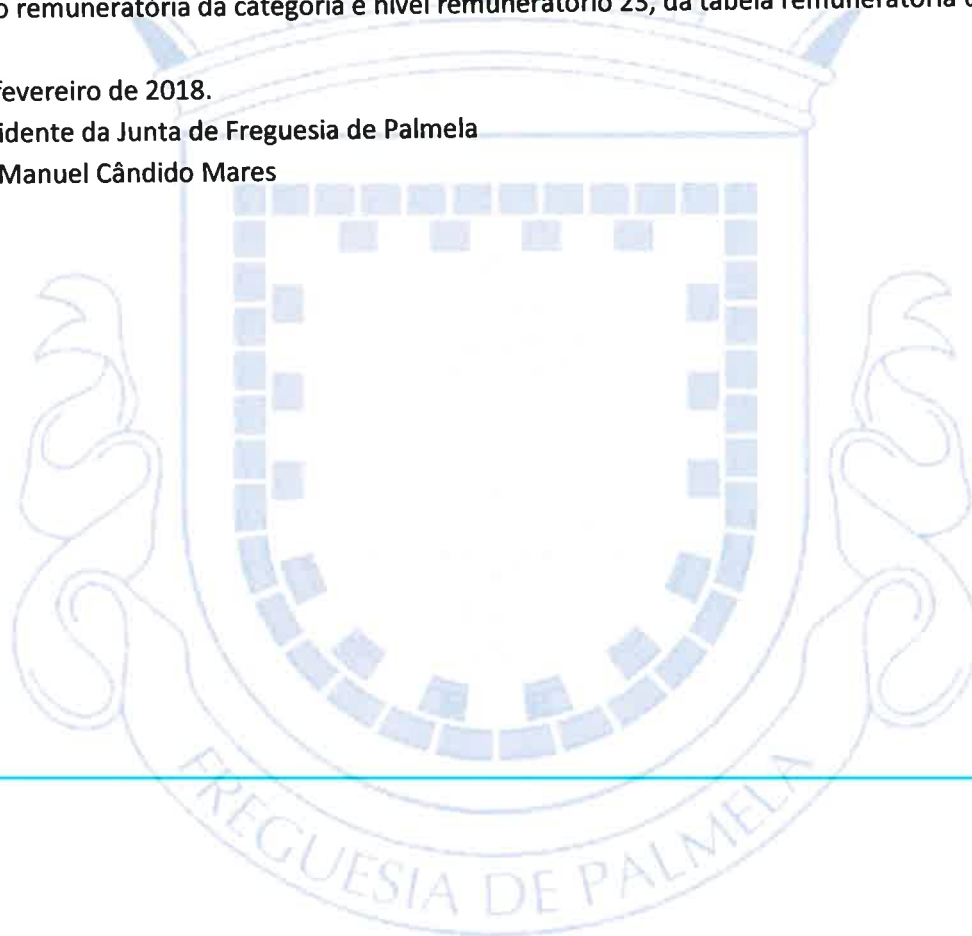 remuneratória da categoria e nível remuneratório 23, da tabela remuneratória
fevereiro de 2018.
da Junta de Freguesia de Palmela
Manuel Cândido Mares
FREGUESIA DE PALMELA